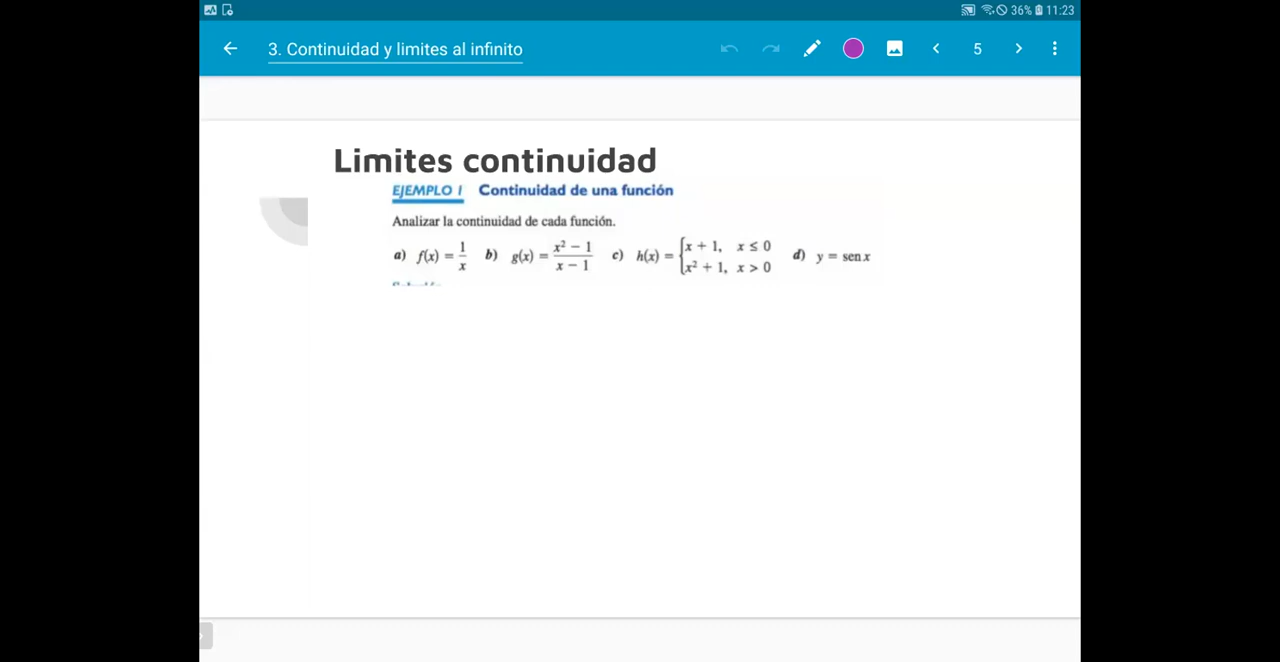 36% 11:23
3. Continuidad y limites al infinito
5
Limites continuidad
EJEMPLO 1 Continuidad de una función
Analizar la continuidad de cada función.
a) f(x) = 1/x b) g(x) = x² − 1 / x − 1 c) h(x) = { x + 1, x ≤ 0 x² + 1, x > 0 d) y = sen x